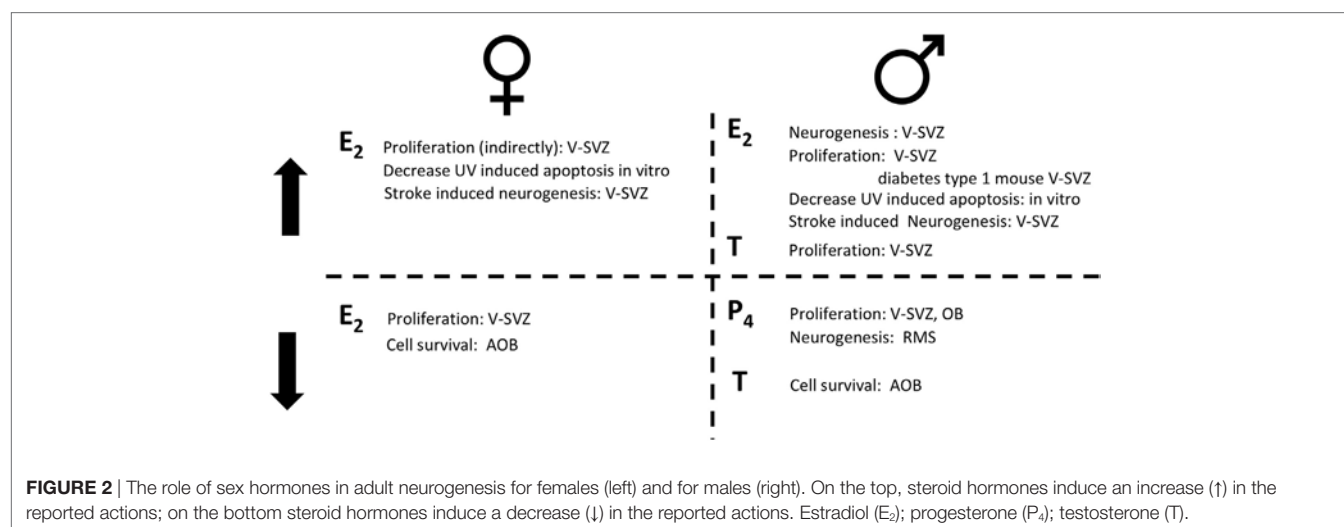 ♀ ♂
E₂ Proliferation (indirectly): V-SVZ
Decrease UV induced apoptosis in vitro
Stroke induced neurogenesis: V-SVZ
E₂ Neurogenesis : V-SVZ
Proliferation: V-SVZ
diabetes type 1 mouse V-SVZ
Decrease UV induced apoptosis: in vitro
Stroke induced Neurogenesis: V-SVZ
T Proliferation: V-SVZ
E₂ Proliferation: V-SVZ
Cell survival: AOB
P₄ Proliferation: V-SVZ, OB
Neurogenesis: RMS
T Cell survival: AOB
FIGURE 2 | The role of sex hormones in adult neurogenesis for females (left) and for males (right). On the top, steroid hormones induce an increase (↑) in the
reported actions; on the bottom steroid hormones induce a decrease (↓) in the reported actions. Estradiol (E₂); progesterone (P₄); testosterone (T).